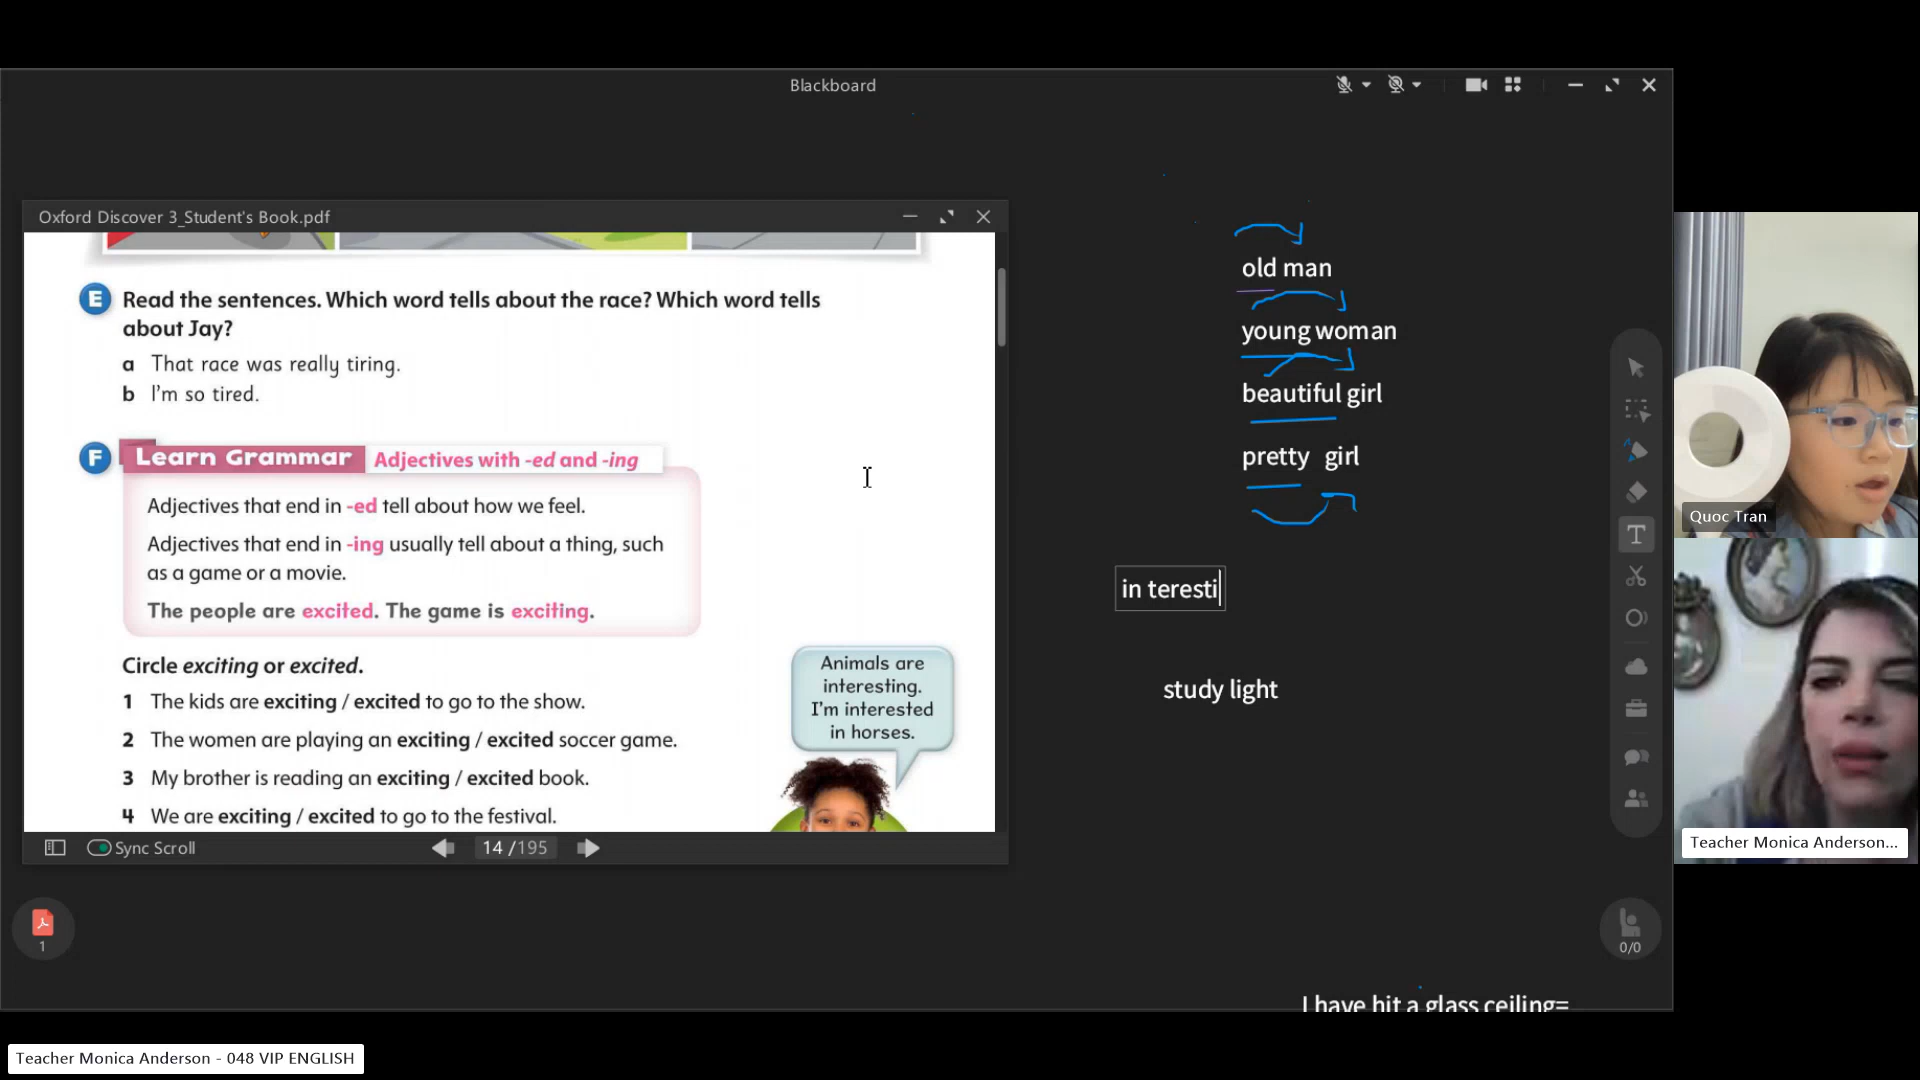 Blackboard
Oxford Discover 3_Student's Book.pdf
E Read the sentences. Which word tells about the race? Which word tells
about Jay?
a That race was really tiring.
b I'm so tired.
F Learn Grammar Adjectives with -ed and -ing
Adjectives that end in -ed tell about how we feel.
Adjectives that end in -ing usually tell about a thing, such
as a game or a movie.
The people are excited. The game is exciting.
Circle exciting or excited.
1 The kids are exciting / excited to go to the show.
2 The women are playing an exciting / excited soccer game.
3 My brother is reading an exciting / excited book.
4 We are exciting / excited to go to the festival.
Animals are
interesting.
I'm interested
in horses.
Sync Scroll
14 /195
1
old man
young woman
beautiful girl
pretty girl
in teresti
study light
I have hit a glass ceiling=
T
0/0
Quoc Tran
Teacher Monica Anderson...
Teacher Monica Anderson - 048 VIP ENGLISH